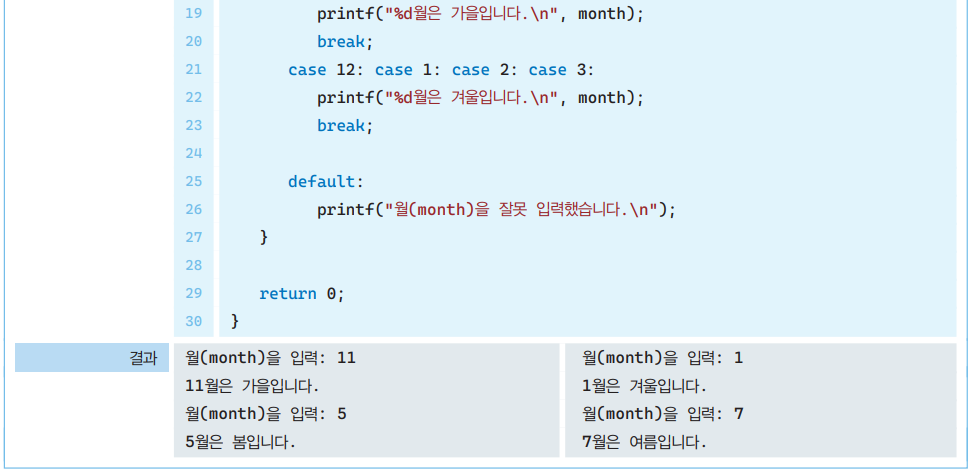 19 printf("%d월은 가을입니다.\n", month);
20 break;
21 case 12: case 1: case 2: case 3:
22 printf("%d월은 겨울입니다.\n", month);
23 break;
24
25 default:
26 printf("월(month)을 잘못 입력했습니다.\n");
27 }
28
29 return 0;
30 }
결과
월(month)을 입력: 11
11월은 가을입니다.
월(month)을 입력: 5
5월은 봄입니다.
월(month)을 입력: 1
1월은 겨울입니다.
월(month)을 입력: 7
7월은 여름입니다.